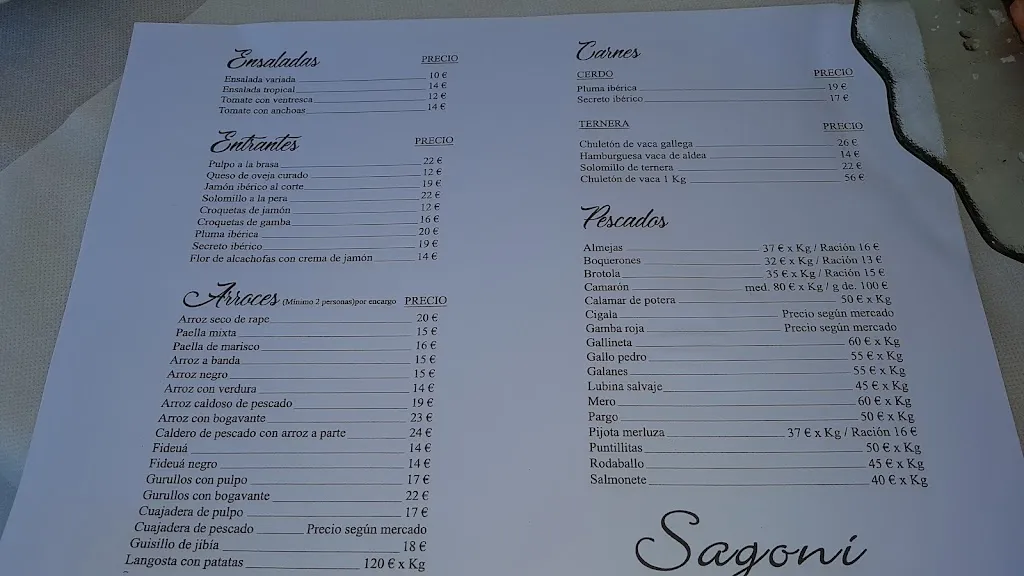 Ensaladas PRECIO
Ensalada variada 10 €
Ensalada tropical 14 €
Tomate con ventresca 12 €
Tomate con anchoas 14 €
Entrantes PRECIO
Pulpo a la brasa 22 €
Queso de oveja curado 12 €
Jamón ibérico al corte 19 €
Solomillo a la pera 22 €
Croquetas de jamón 12 €
Croquetas de gamba 16 €
Pluma ibérica 20 €
Secreto ibérico 19 €
Flor de alcachofas con crema de jamón 14 €
Arroces (Mínimo 2 personas)por encargo PRECIO
Arroz seco de rape 20 €
Paella mixta 15 €
Paella de marisco 16 €
Arroz a banda 15 €
Arroz negro 15 €
Arroz con verdura 14 €
Arroz caldoso de pescado 19 €
Arroz con bogavante 23 €
Caldero de pescado con arroz a parte 24 €
Fideuá 14 €
Fideuá negro 14 €
Gurullos con pulpo 17 €
Gurullos con bogavante 22 €
Cuajadera de pulpo 17 €
Cuajadera de pescado Precio según mercado
Guisillo de jibía 18 €
Langosta con patatas 120 € x Kg
Carnes
CERDO PRECIO
Pluma ibérica 19 €
Secreto ibérico 17 €
TERNERA PRECIO
Chuletón de vaca gallega 26 €
Hamburguesa vaca de aldea 14 €
Solomillo de ternera 22 €
Chuletón de vaca 1 Kg 56 €
Pescados
Almejas 37 € x Kg / Ración 16 €
Boquerones 32 € x Kg / Ración 13 €
Brotola 35 € x Kg / Ración 15 €
Camarón med. 80 € x Kg / g de. 100 €
Calamar de potera 50 € x Kg
Cigala Precio según mercado
Gamba roja Precio según mercado
Gallineta 60 € x Kg
Gallo pedro 55 € x Kg
Galanes 55 € x Kg
Lubina salvaje 45 € x Kg
Mero 60 € x Kg
Pargo 50 € x Kg
Pijota merluza 37 € x Kg / Ración 16 €
Puntillitas 50 € x Kg
Rodaballo 45 € x Kg
Salmonete 40 € x Kg
Sagoni